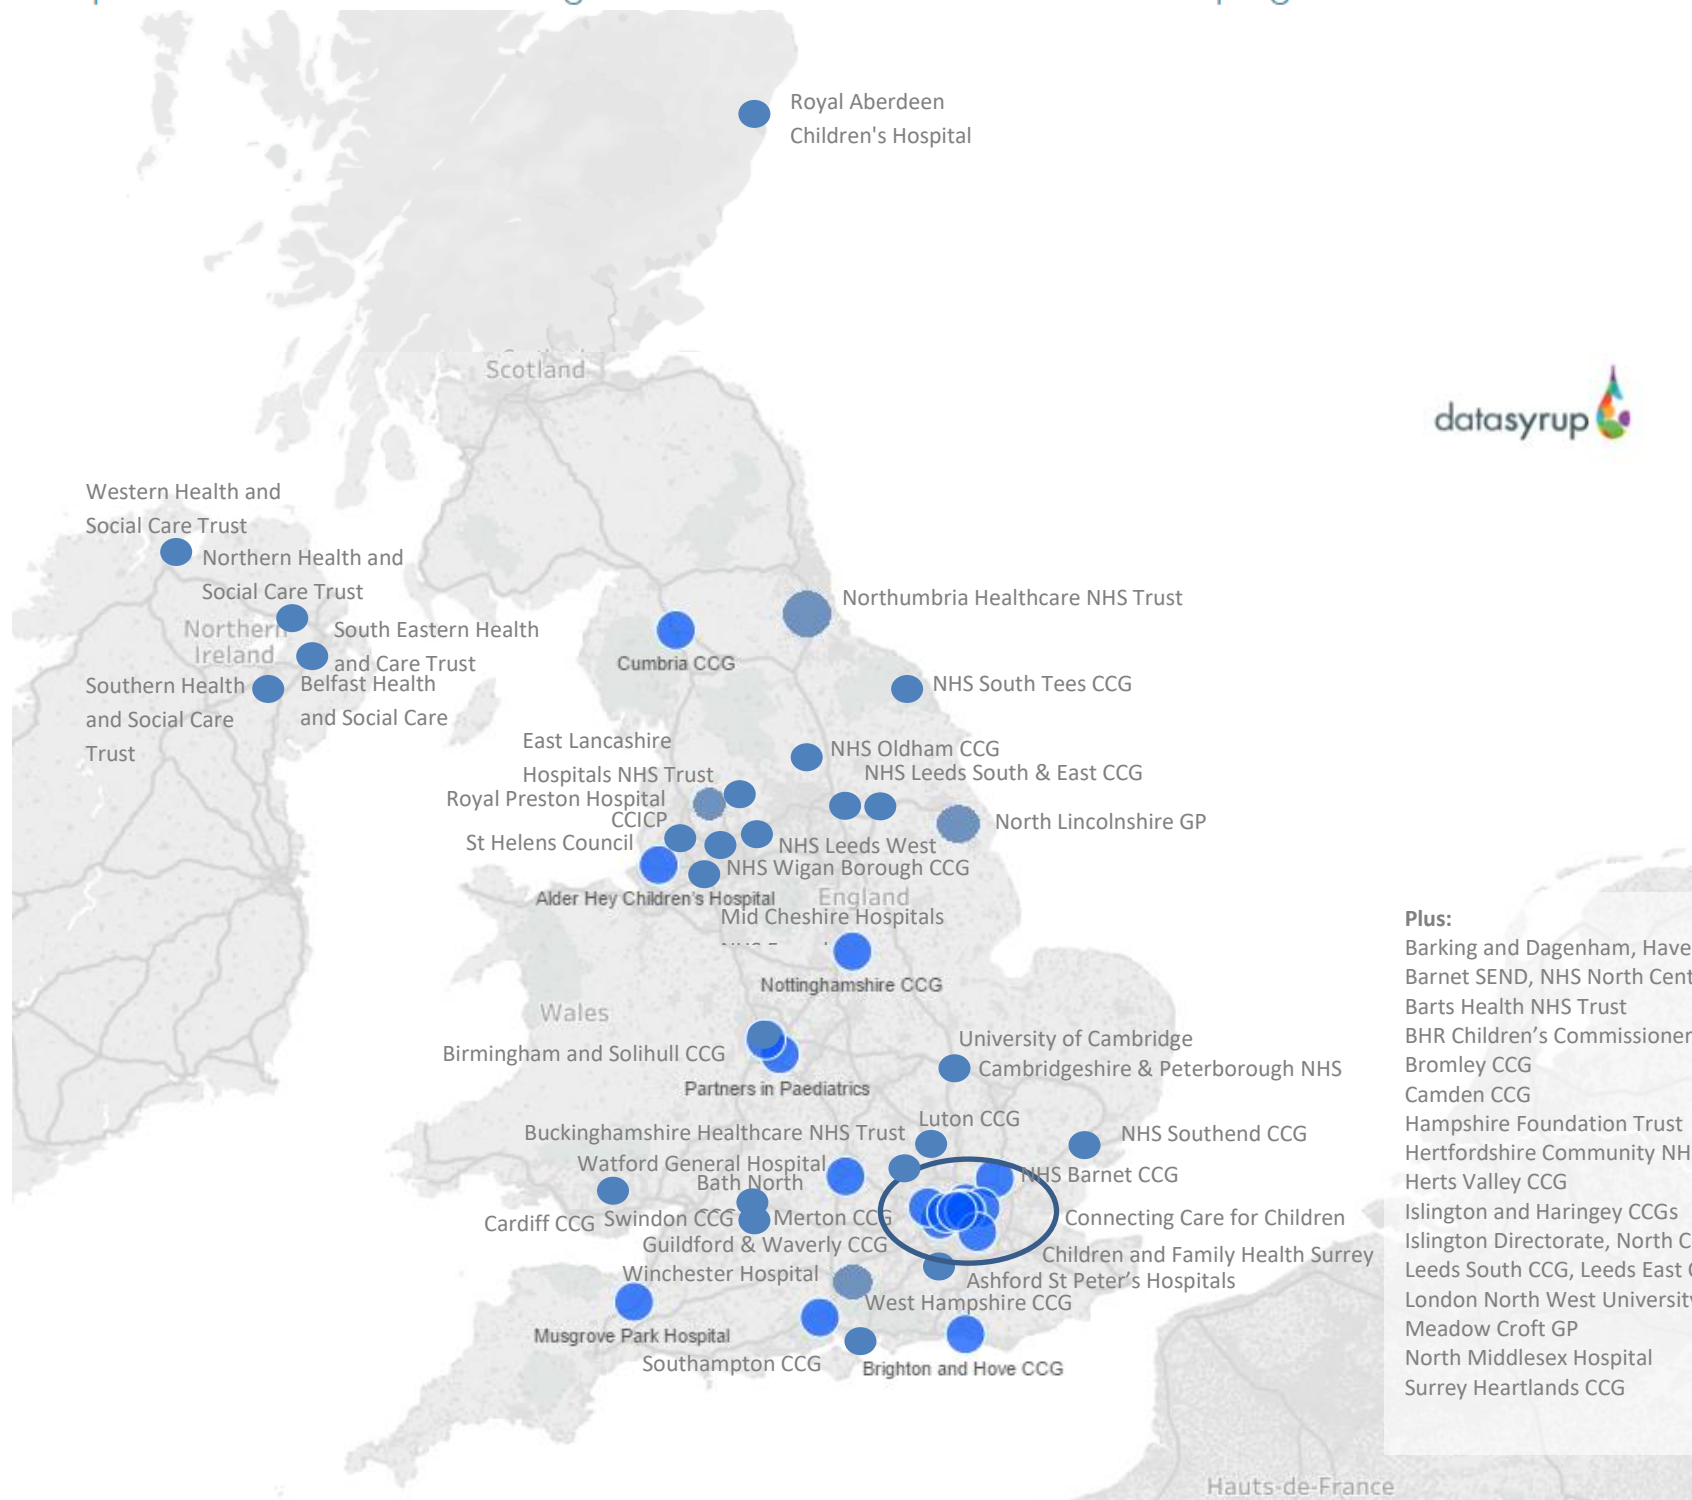 Royal Aberdeen
Children's Hospital
Scotland
datasyrup
Western Health and
Social Care Trust
Northern Health and
Social Care Trust
Northern
Ireland
South Eastern Health
and Care Trust
Southern Health
and Social Care
Trust
Belfast Health
and Social Care
Northumbria Healthcare NHS Trust
Cumbria CCG
NHS South Tees CCG
East Lancashire
Hospitals NHS Trust
NHS Oldham CCG
NHS Leeds South & East CCG
Royal Preston Hospital
CCICP
North Lincolnshire GP
St Helens Council
NHS Leeds West
NHS Wigan Borough CCG
Alder Hey Children's Hospital
England
Mid Cheshire Hospitals
Nottinghamshire CCG
Wales
Birmingham and Solihull CCG
Partners in Paediatrics
University of Cambridge
Cambridgeshire & Peterborough NHS
Luton CCG
Buckinghamshire Healthcare NHS Trust
NHS Southend CCG
Watford General Hospital
Bath North
NHS Barnet CCG
Cardiff CCG
Swindon CCG
Merton CCG
Connecting Care for Children
Guildford & Waverly CCG
Children and Family Health Surrey
Winchester Hospital
Ashford St Peter's Hospitals
West Hampshire CCG
Musgrove Park Hospital
Southampton CCG
Brighton and Hove CCG
Plus:
Barking and Dagenham, Have
Barnet SEND, NHS North Cent
Barts Health NHS Trust
BHR Children’s Commissioner
Bromley CCG
Camden CCG
Hampshire Foundation Trust
Hertfordshire Community NH
Herts Valley CCG
Islington and Haringey CCGs
Islington Directorate, North C
Leeds South CCG, Leeds East
London North West University
Meadow Croft GP
North Middlesex Hospital
Surrey Heartlands CCG
Hauts-de-France